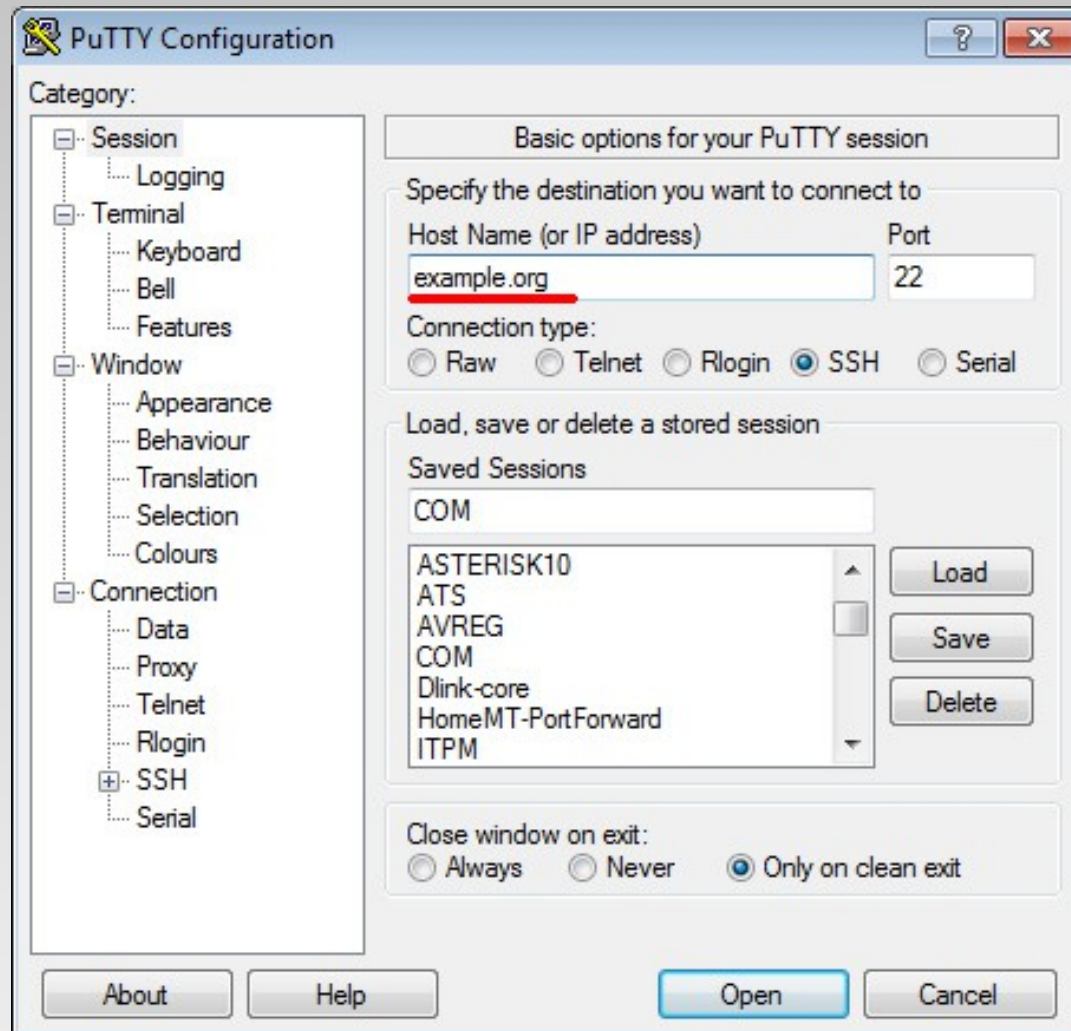 PuTTY Configuration
Category:
Session
Logging
Terminal
Keyboard
Bell
Features
Window
Appearance
Behaviour
Translation
Selection
Colours
Connection
Data
Proxy
Telnet
Rlogin
SSH
Serial
Basic options for your PuTTY session
Specify the destination you want to connect to
Host Name (or IP address) Port
example.org 22
Connection type:
Raw Telnet Rlogin SSH Serial
Load, save or delete a stored session
Saved Sessions
COM
ASTERISK10
ATS
AVREG
COM
Dlink-core
HomeMT-PortForward
ITPM
Load
Save
Delete
Close window on exit:
Always Never Only on clean exit
About Help Open Cancel